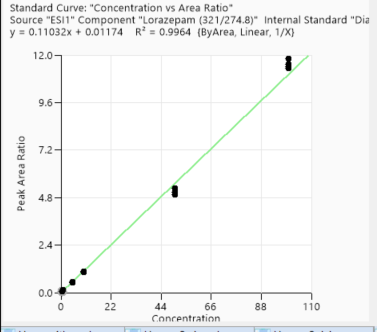 Standard Curve: "Concentration vs Area Ratio"
Source "ESI1" Component "Lorazepam (321/274.8)" Internal Standard "Dia
y = 0.11032x + 0.01174 R² = 0.9964 (ByArea, Linear, 1/X)
12.0
9.6
7.2
4.8
2.4
0.0
Peak Area Ratio
0 22 44 66 88 110
Concentration